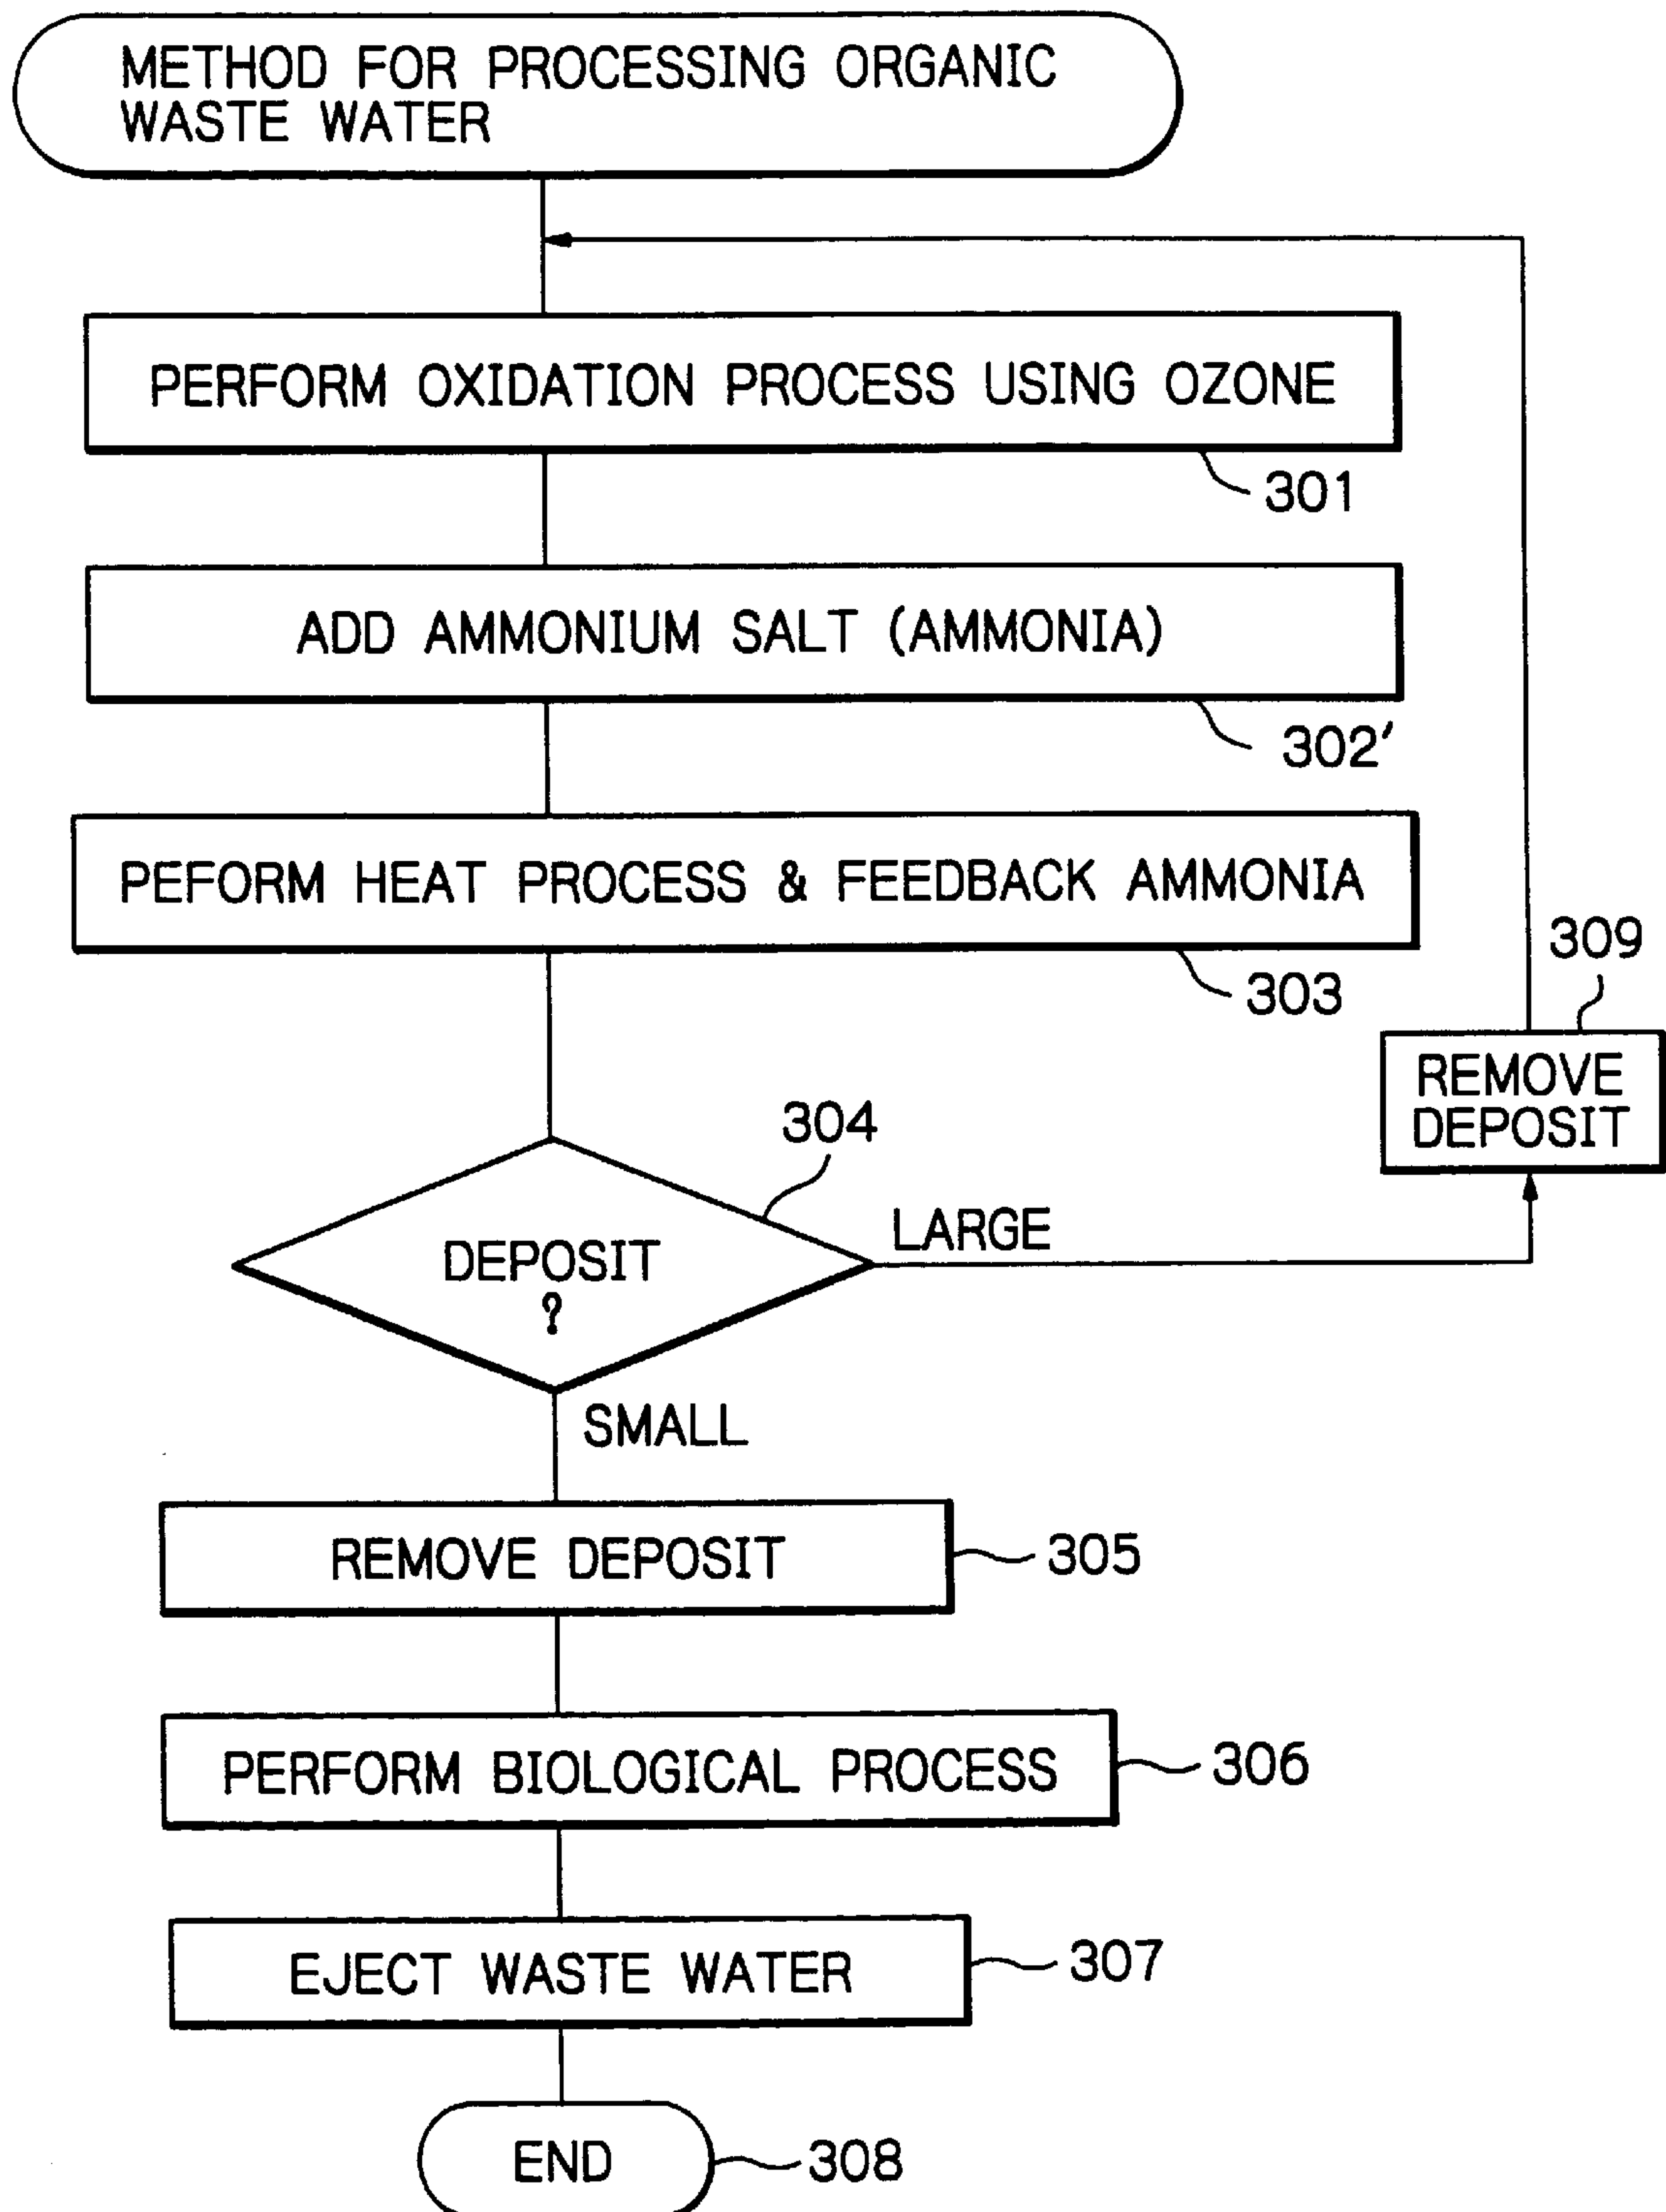 METHOD FOR PROCESSING ORGANIC
WASTE WATER
PERFORM OXIDATION PROCESS USING OZONE
301
ADD AMMONIUM SALT (AMMONIA)
302′
PEFORM HEAT PROCESS & FEEDBACK AMMONIA
303
309
REMOVE
DEPOSIT
304
LARGE
DEPOSIT
?
SMALL
REMOVE DEPOSIT
305
PERFORM BIOLOGICAL PROCESS
306
EJECT WASTE WATER
307
END
308